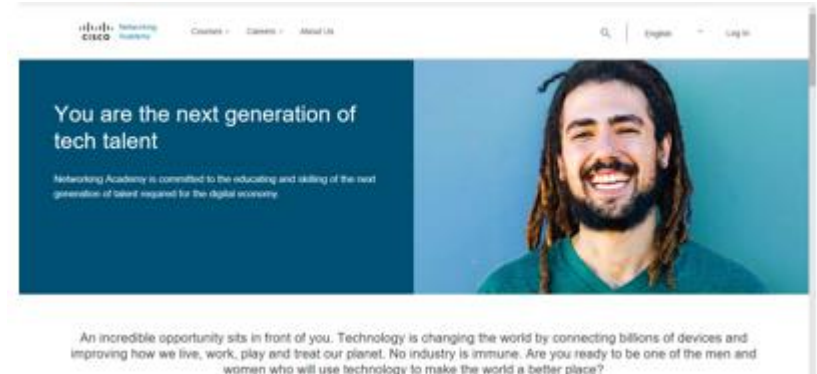 CISCO Networking Academy
Courses Careers About Us
English Log In
You are the next generation of
tech talent
Networking Academy is committed to the educating and skilling of the next
generation of talent required for the digital economy.
An incredible opportunity sits in front of you. Technology is changing the world by connecting billions of devices and
improving how we live, work, play and treat our planet. No industry is immune. Are you ready to be one of the men and
women who will use technology to make the world a better place?